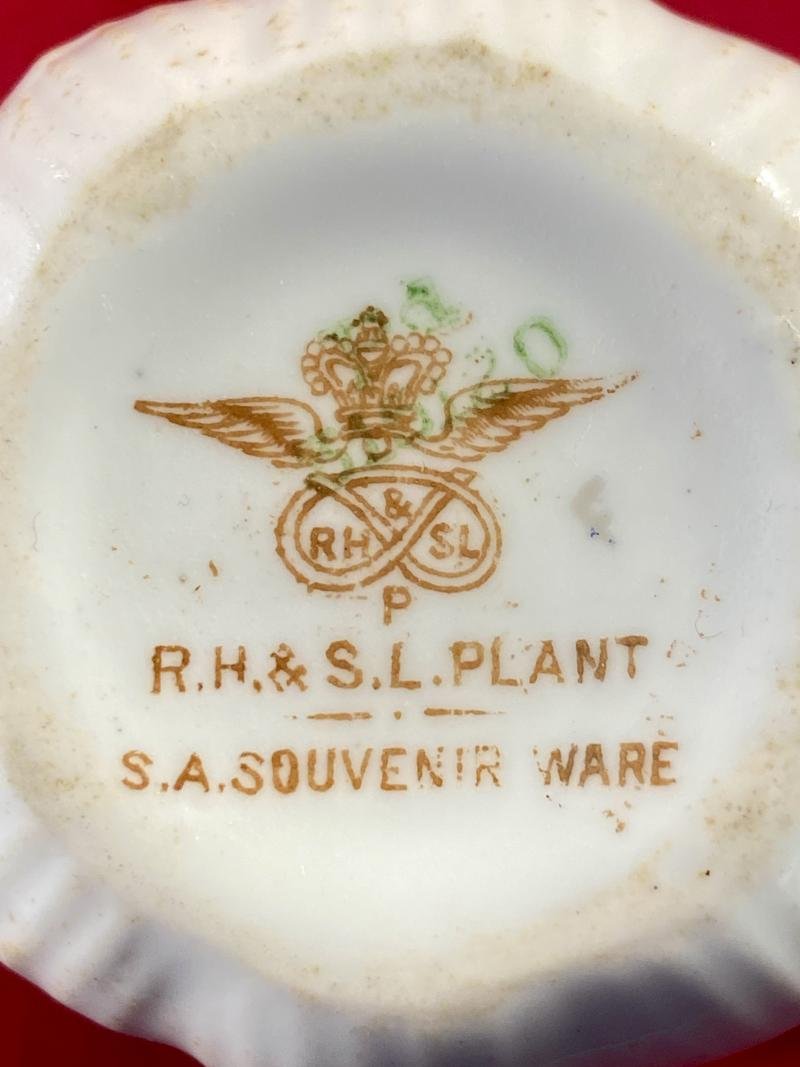 &
RH SL
P
R.H.& S.L.PLANT
S.A.SOUVENIR WARE